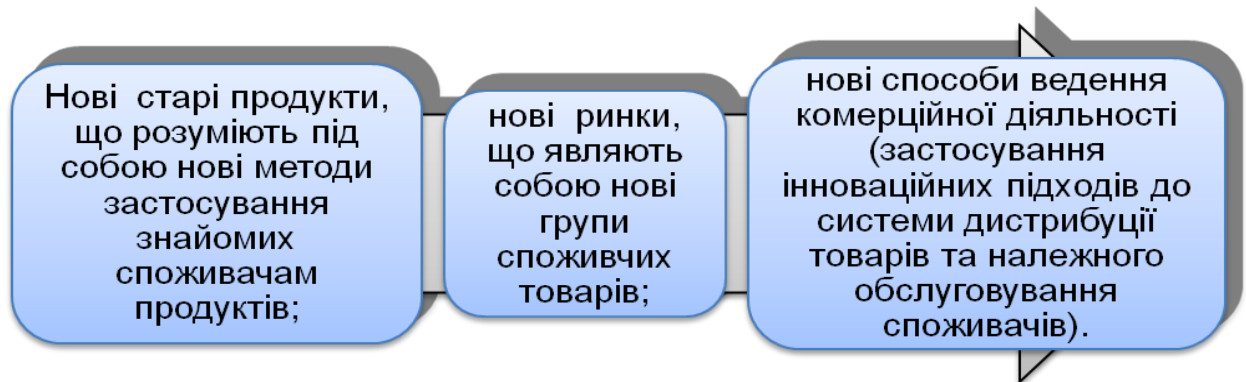 Нові старі продукти,
що розуміють під
собою нові методи
застосування
знайомих
споживачам
продуктів;
нові ринки,
що являють
собою нові
групи
споживчих
товарів;
нові способи ведення
комерційної діяльності
(застосування
інноваційних підходів до
системи дистрибуції
товарів та належного
обслуговування
споживачів).